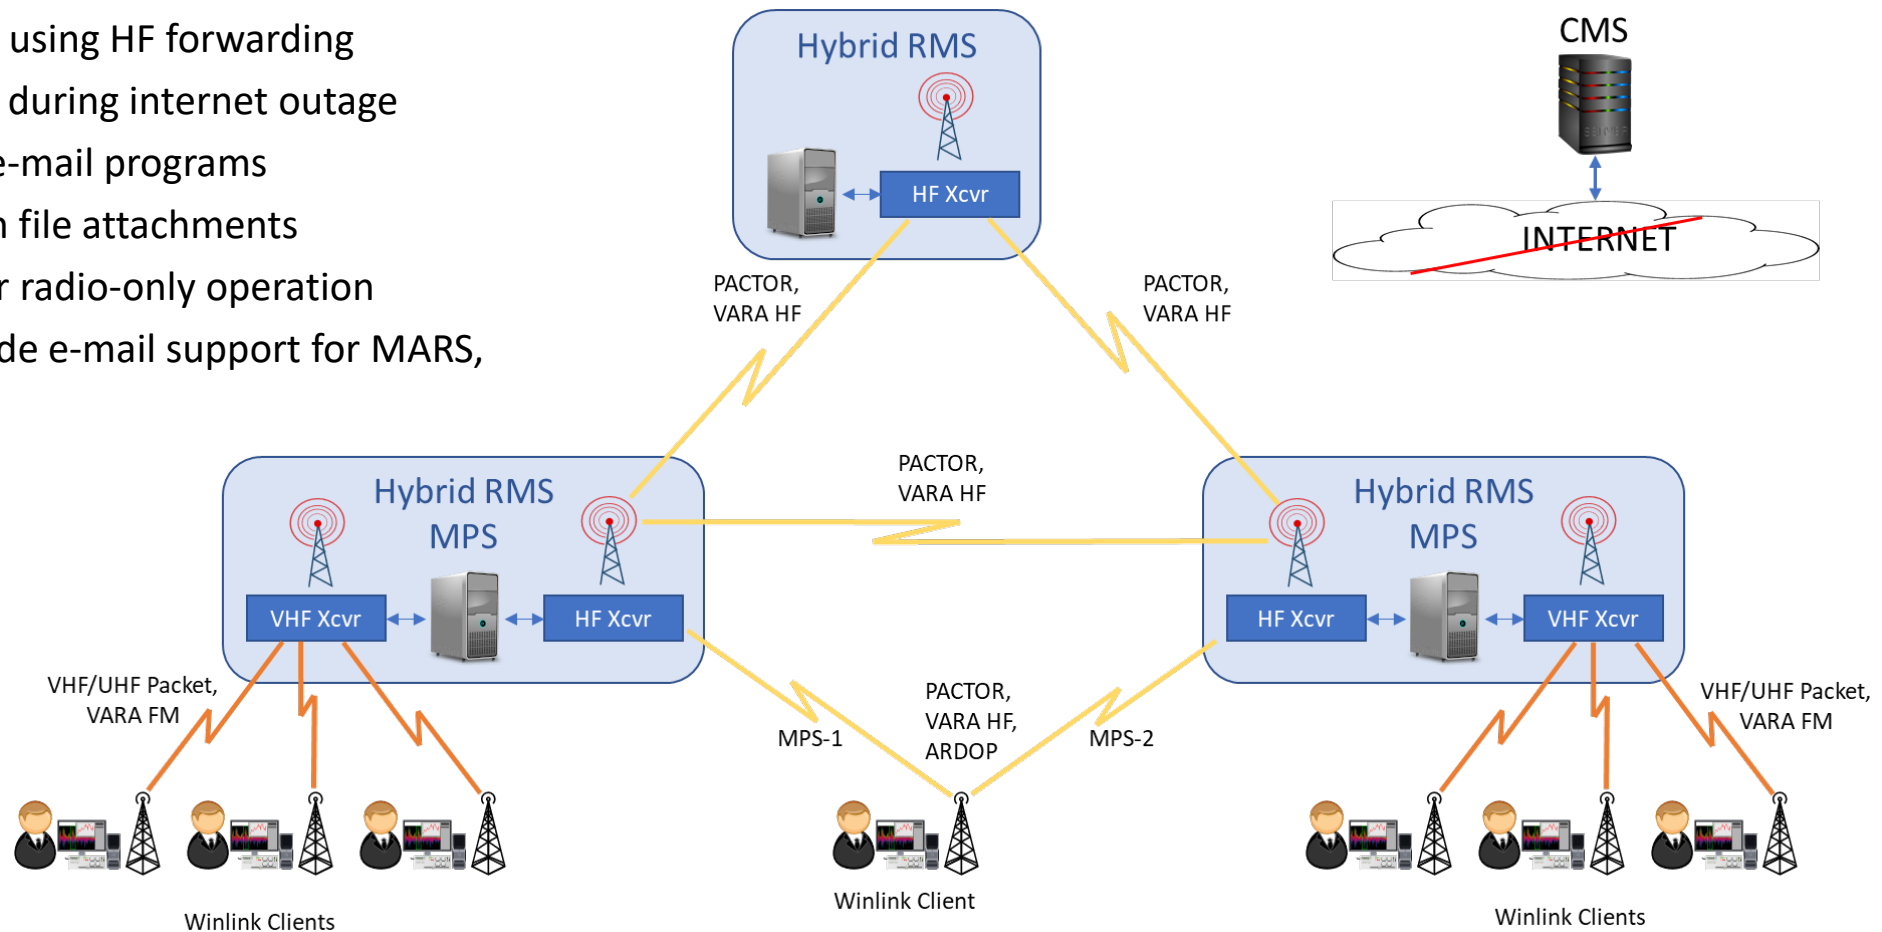 using HF forwarding
during internet outage
e-mail programs
file attachments
radio-only operation
e-mail support for MARS,
Hybrid RMS
HF Xcvr
CMS
INTERNET
PACTOR,
VARA HF
PACTOR,
VARA HF
PACTOR,
VARA HF
Hybrid RMS
MPS
VHF Xcvr
HF Xcvr
Hybrid RMS
MPS
HF Xcvr
VHF Xcvr
VHF/UHF Packet,
VARA FM
MPS-1
PACTOR,
VARA HF,
ARDOP
MPS-2
VHF/UHF Packet,
VARA FM
Winlink Clients
Winlink Client
Winlink Clients